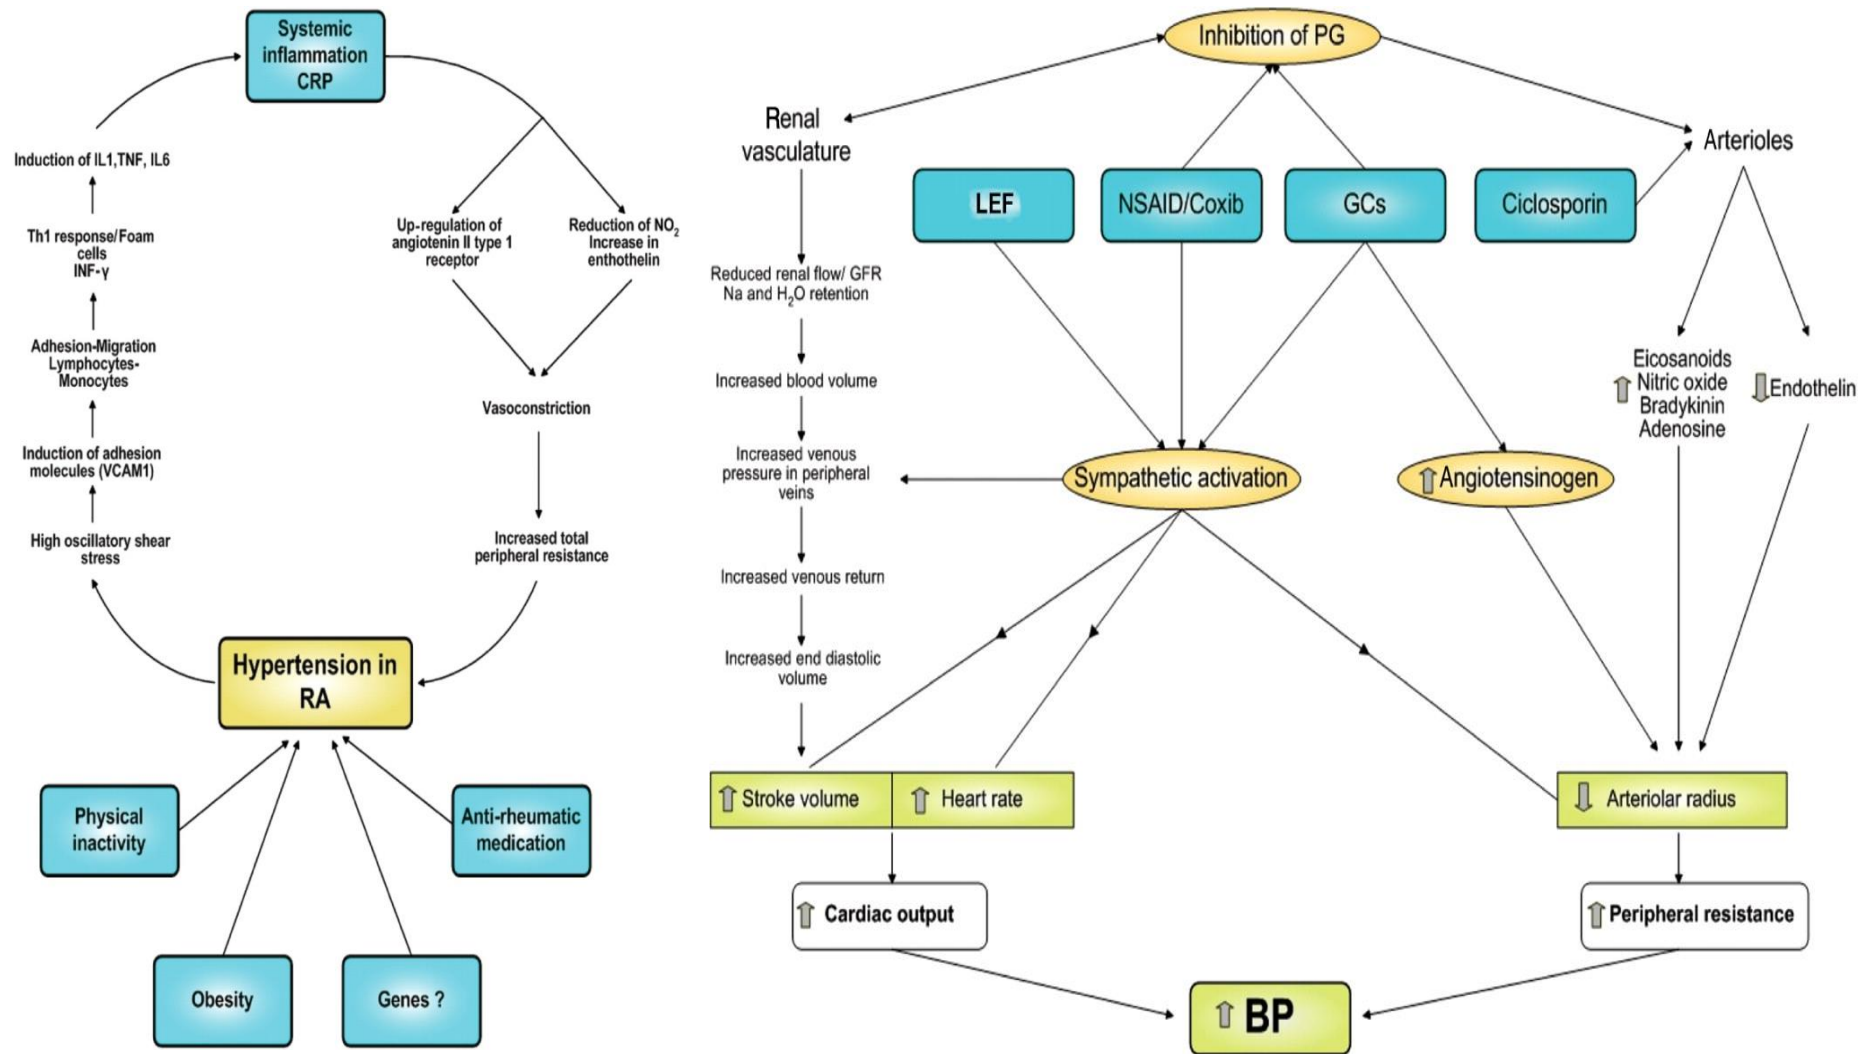 Systemic
inflammation
CRP
Induction of IL1,TNF, IL6
Th1 response/Foam
cells
INF-γ
Adhesion-Migration
Lymphocytes-
Monocytes
Induction of adhesion
molecules (VCAM1)
High oscillatory shear
stress
Up-regulation of
angiotenin II type 1
receptor
Reduction of NO₂
Increase in
enthothelin
Vasoconstriction
Increased total
peripheral resistance
Hypertension in
RA
Physical
inactivity
Anti-rheumatic
medication
Obesity
Genes ?
Inhibition of PG
Renal
vasculature
Arterioles
LEF
NSAID/Coxib
GCs
Ciclosporin
Reduced renal flow/ GFR
Na and H₂O retention
Increased blood volume
Increased venous
pressure in peripheral
veins
Increased venous return
Increased end diastolic
volume
Eicosanoids
Nitric oxide
Bradykinin
Adenosine
Endothelin
Sympathetic activation
Angiotensinogen
Stroke volume
Heart rate
Arteriolar radius
Cardiac output
Peripheral resistance
BP